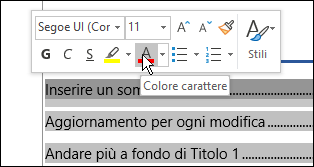 Segoe UI (Cor 11 A A Aa
G C S A Stili
Colore carattere
Inserire un som
Aggiornamento per ogni modifica
Andare più a fondo di Titolo 1